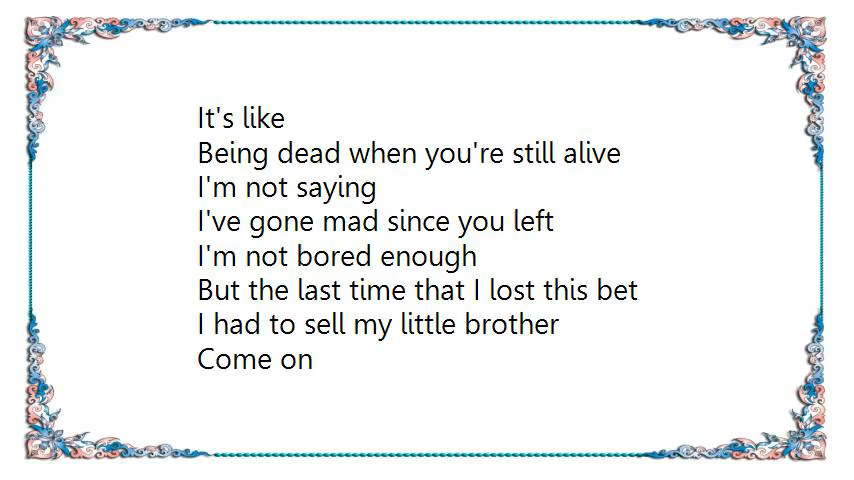 It's like
Being dead when you're still alive
I'm not saying
I've gone mad since you left
I'm not bored enough
But the last time that I lost this bet
I had to sell my little brother
Come on